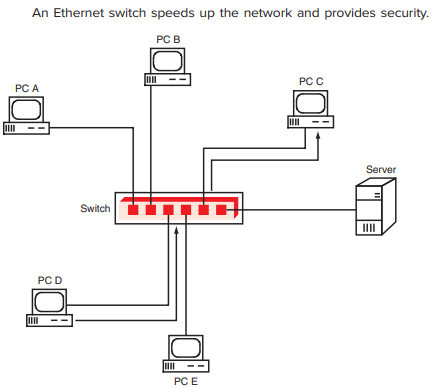 An Ethernet switch speeds up the network and provides security.
PC B
PC A
PC C
Server
Switch
PC D
PC E